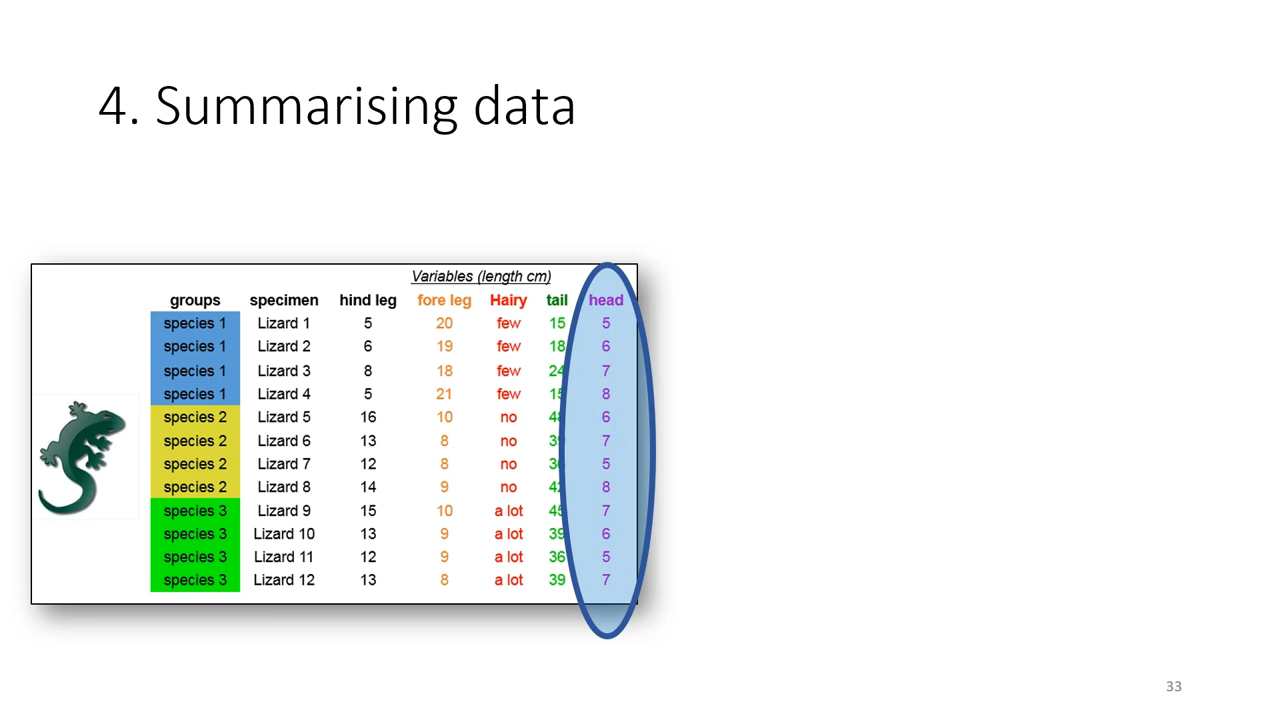 4. Summarising data
Variables (length cm)
groups specimen hind leg fore leg Hairy tail head
species 1 Lizard 1 5 20 few 15 5
species 1 Lizard 2 6 19 few 18 6
species 1 Lizard 3 8 18 few 24 7
species 1 Lizard 4 5 21 few 15 8
species 2 Lizard 5 16 10 no 48 6
species 2 Lizard 6 13 8 no 39 7
species 2 Lizard 7 12 8 no 5
species 2 Lizard 8 14 9 no 42 8
species 3 Lizard 9 15 10 a lot 45 7
species 3 Lizard 10 13 9 a lot 39 6
species 3 Lizard 11 12 9 a lot 36 5
species 3 Lizard 12 13 8 a lot 39 7
33